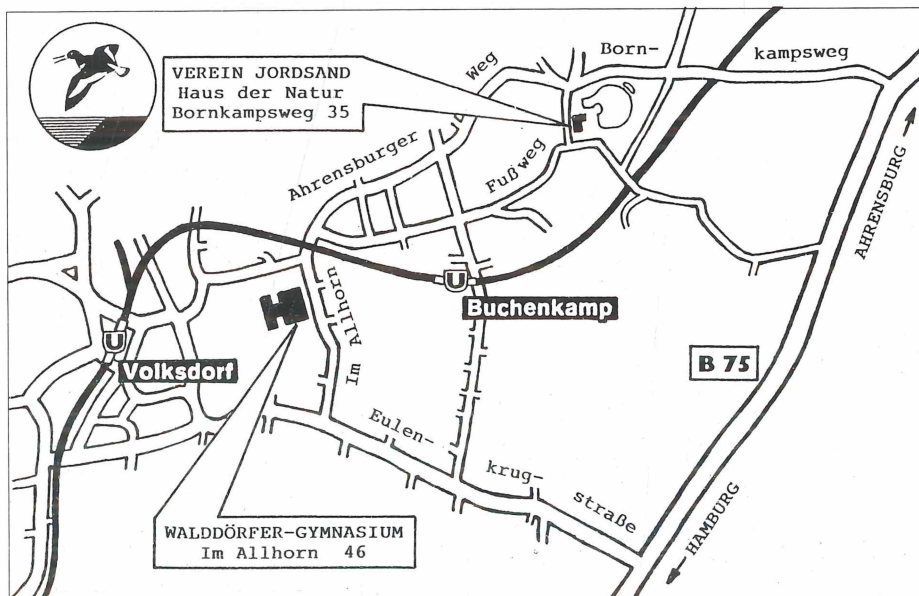 VEREIN JORDSAND
Haus der Natur
Bornkampsweg 35
Born-
kampsweg
Ahrensburger
Weg
Fußweg
AHRENSBURG
U
Buchenkamp
U
Volksdorf
Im Allhorn
B 75
Eulen-
krug-
straße
HAMBURG
WALDDÖRFER-GYMNASIUM
Im Allhorn 46